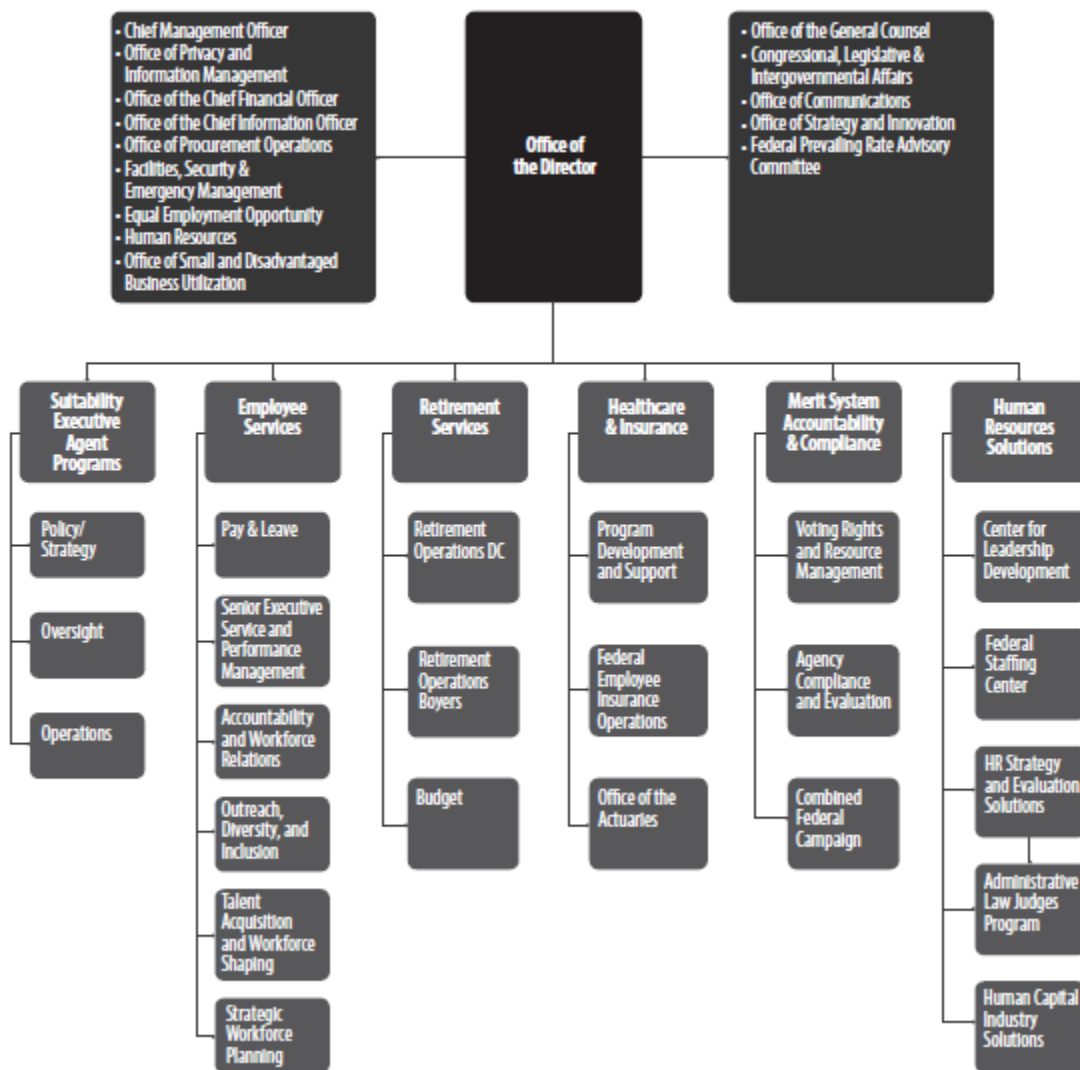 • Chief Management Officer
• Office of Privacy and
Information Management
• Office of the Chief Financial Officer
• Office of the Chief Information Officer
• Office of Procurement Operations
• Facilities, Security &
Emergency Management
• Equal Employment Opportunity
• Human Resources
• Office of Small and Disadvantaged
Business Utilization
Office of
the Director
• Office of the General Counsel
• Congressional, Legislative &
Intergovernmental Affairs
• Office of Communications
• Office of Strategy and Innovation
• Federal Prevailing Rate Advisory
Committee
Suitability
Executive
Agent
Programs
Policy/
Strategy
Oversight
Operations
Employee
Services
Pay & Leave
Senior Executive
Service and
Performance
Management
Accountability
and Workforce
Relations
Outreach,
Diversity, and
Inclusion
Talent
Acquisition
and Workforce
Shaping
Strategic
Workforce
Planning
Retirement
Services
Retirement
Operations DC
Retirement
Operations
Boyers
Budget
Healthcare
& Insurance
Program
Development
and Support
Federal
Employee
Insurance
Operations
Office of the
Actuaries
Merit System
Accountability
& Compliance
Voting Rights
and Resource
Management
Agency
Compliance
and Evaluation
Combined
Federal
Campaign
Human
Resources
Solutions
Center for
Leadership
Development
Federal
Staffing
Center
HR Strategy
and Evaluation
Solutions
Administrative
Law Judges
Program
Human Capital
Industry
Solutions